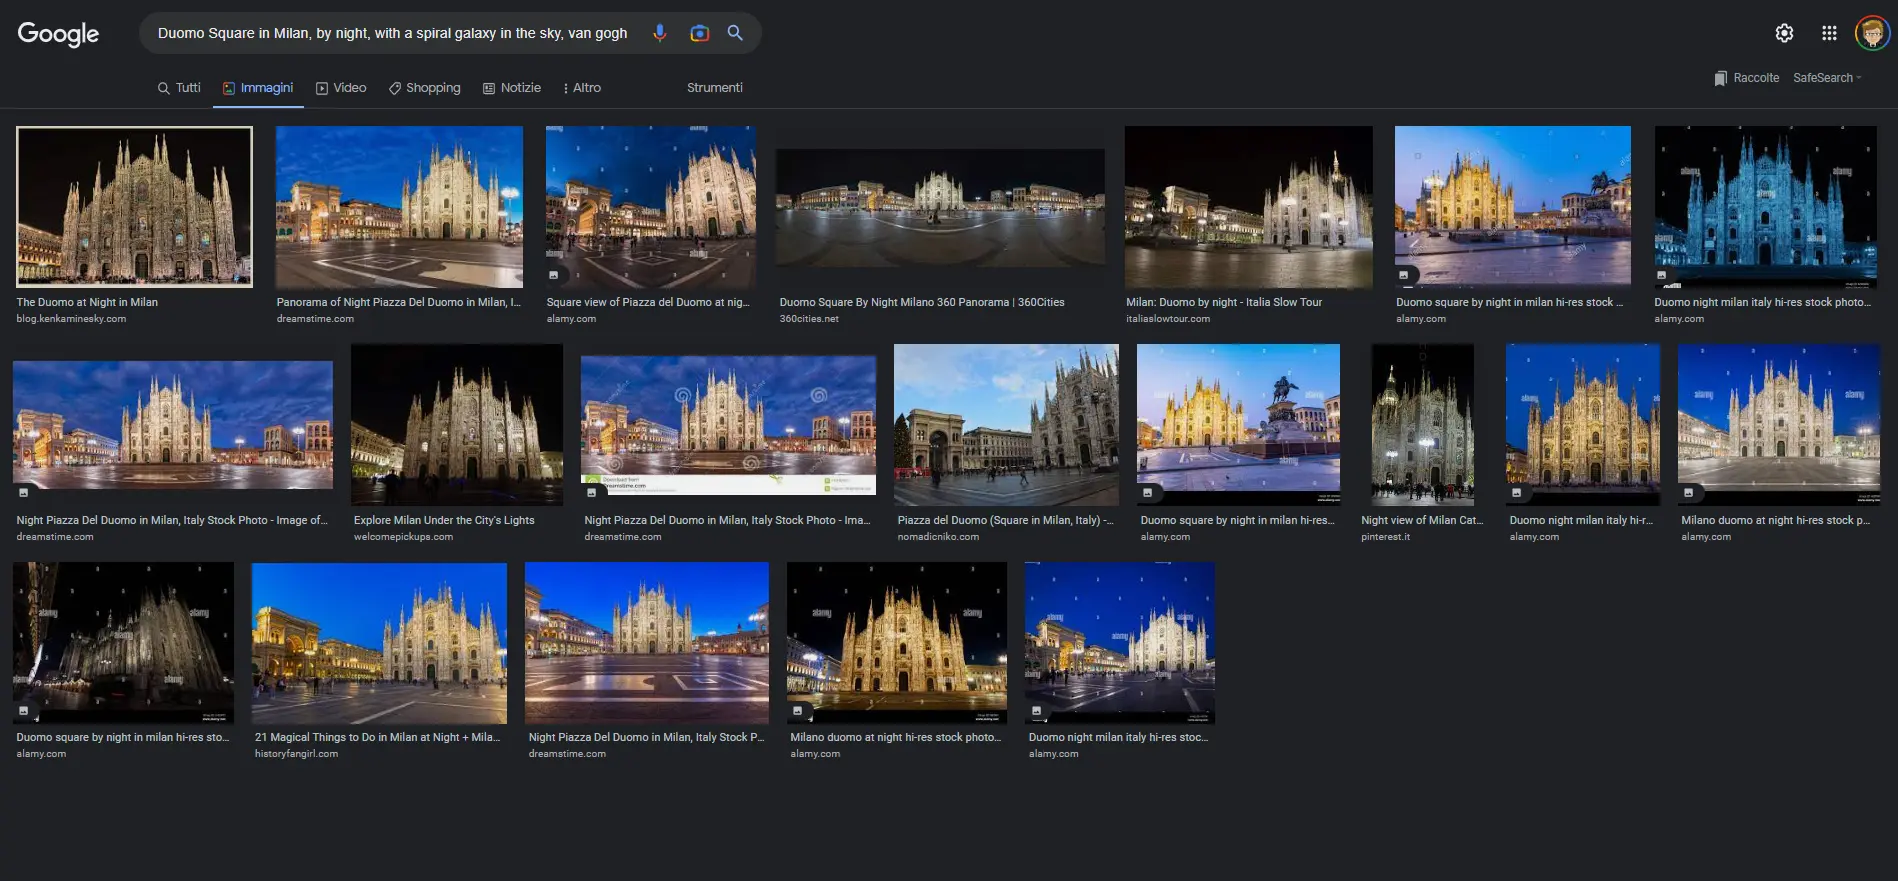 Google
Duomo Square in Milan, by night, with a spiral galaxy in the sky, van gogh
Tutti
Immagini
Video
Shopping
Notizie
Altro
Strumenti
Raccolte
SafeSearch
The Duomo at Night in Milan
blog.kenkaminesky.com
Panorama of Night Piazza Del Duomo in Milan, I...
dreamstime.com
Square view of Piazza del Duomo at nig...
alamy.com
Duomo Square By Night Milano 360 Panorama | 360Cities
360cities.net
Milan: Duomo by night - Italia Slow Tour
italiaslowtour.com
Duomo square by night in milan hi-res stock ...
alamy.com
Duomo night milan italy hi-res stock photo...
alamy.com
Night Piazza Del Duomo in Milan, Italy Stock Photo - Image of...
dreamstime.com
Explore Milan Under the City's Lights
welcomepickups.com
Night Piazza Del Duomo in Milan, Italy Stock Photo - Ima...
dreamstime.com
Piazza del Duomo (Square in Milan, Italy) -...
nomadicniko.com
Duomo square by night in milan hi-res...
alamy.com
Night view of Milan Cat...
pinterest.it
Duomo night milan italy hi-r...
alamy.com
Milano duomo at night hi-res stock p...
alamy.com
Duomo square by night in milan hi-res sto...
alamy.com
21 Magical Things to Do in Milan at Night + Mila...
historyfangirl.com
Night Piazza Del Duomo in Milan, Italy Stock P...
dreamstime.com
Milano duomo at night hi-res stock photo...
alamy.com
Duomo night milan italy hi-res stoc...
alamy.com